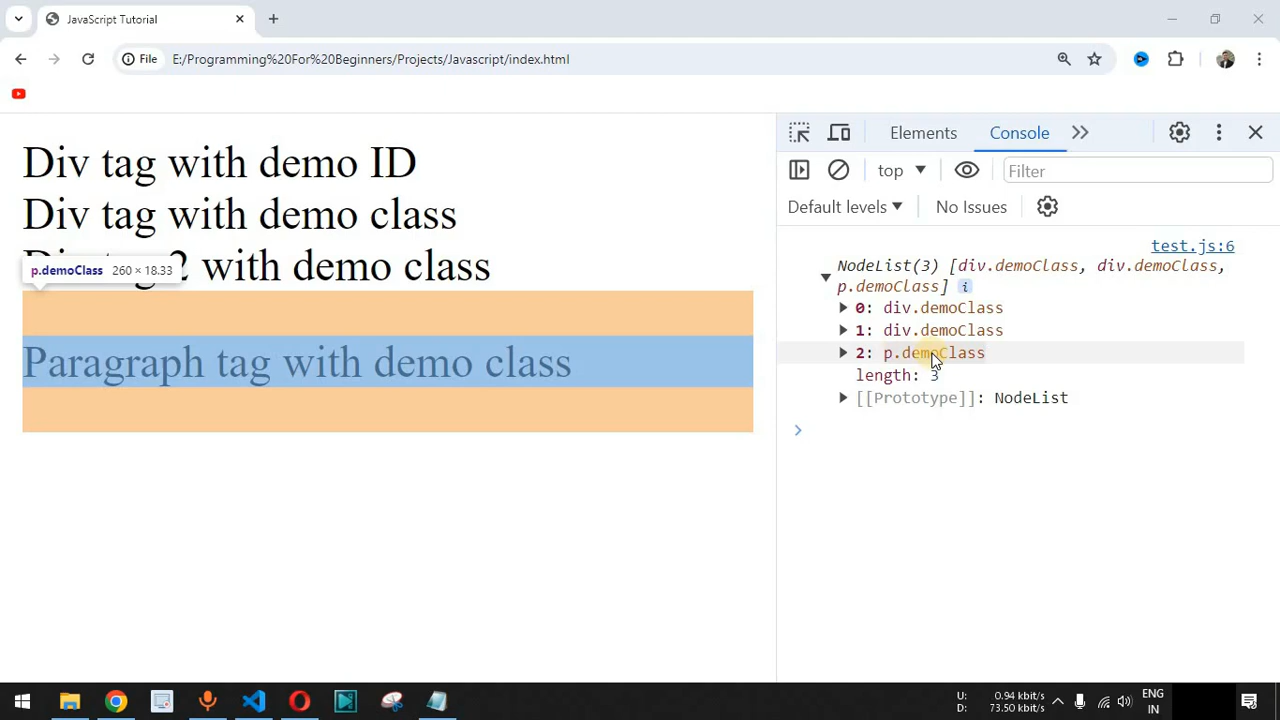 JavaScript Tutorial
File E:/Programming%20For%20Beginners/Projects/Javascript/index.html
Div tag with demo ID
Div tag with demo class
2 with demo class
p.demoClass 260 × 18.33
Paragraph tag with demo class
Elements Console
top Filter
Default levels No Issues
test.js:6
NodeList(3) [div.demoClass, div.demoClass,
p.demoClass] i
0: div.demoClass
1: div.demoClass
2: p.demoClass
length: 3
[[Prototype]]: NodeList
U: 0.94 kbit/s
D: 73.50 kbit/s
ENG
IN